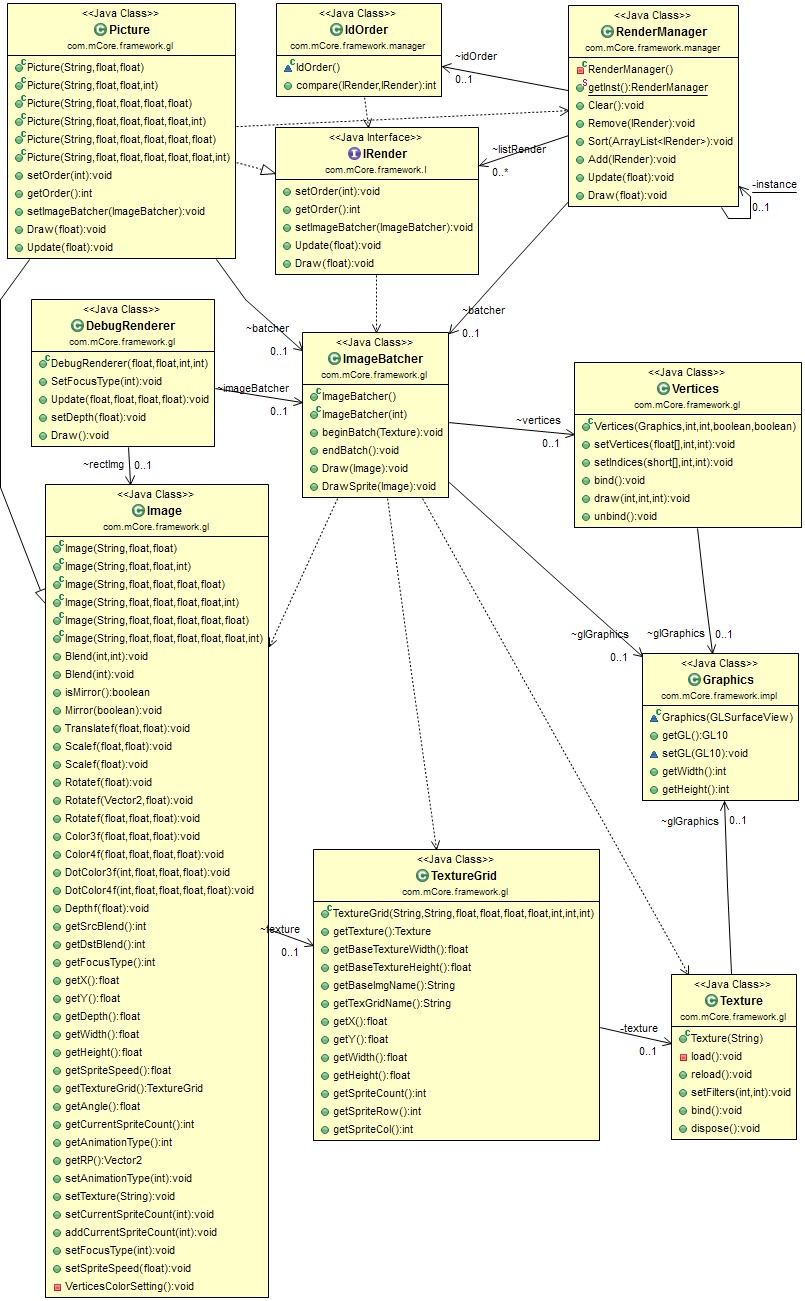 <<Java Class>>
Picture
com.mCore.framework.gl
Picture(String,float,float)
Picture(String,float,float,int)
Picture(String,float,float,float,float)
Picture(String,float,float,float,float,int)
Picture(String,float,float,float,float,float)
Picture(String,float,float,float,float,float,int)
setOrder(int):void
getOrder():int
setImageBatcher(ImageBatcher):void
Draw(float):void
Update(float):void
<<Java Class>>
IdOrder
com.mCore.framework.manager
IdOrder()
compare(IRender,IRender):int
<<Java Class>>
RenderManager
com.mCore.framework.manager
RenderManager()
getInst():RenderManager
Clear():void
Remove(IRender):void
Sort(ArrayList<IRender>):void
Add(IRender):void
Update(float):void
Draw(float):void
~idOrder
0..1
~listRender
0..*
-instance
0..1
<<Java Interface>>
IRender
com.mCore.framework.I
setOrder(int):void
getOrder():int
setImageBatcher(ImageBatcher):void
Update(float):void
Draw(float):void
~batcher
0..1
~batcher
0..1
<<Java Class>>
DebugRenderer
com.mCore.framework.gl
DebugRenderer(float,float,int,int)
SetFocusType(int):void
Update(float,float,float,float):void
setDepth(float):void
Draw():void
~imageBatcher
0..1
~rectImg
0..1
<<Java Class>>
ImageBatcher
com.mCore.framework.gl
ImageBatcher()
ImageBatcher(int)
beginBatch(Texture):void
endBatch():void
Draw(Image):void
DrawSprite(Image):void
~vertices
0..1
<<Java Class>>
Vertices
com.mCore.framework.gl
Vertices(Graphics,int,int,boolean,boolean)
setVertices(float[],int,int):void
setIndices(short[],int,int):void
bind():void
draw(int,int,int):void
unbind():void
~glGraphics
0..1
~glGraphics
0..1
<<Java Class>>
Graphics
com.mCore.framework.impl
Graphics(GLSurfaceView)
getGL():GL10
setGL(GL10):void
getWidth():int
getHeight():int
~glGraphics
0..1
<<Java Class>>
Image
com.mCore.framework.gl
Image(String,float,float)
Image(String,float,float,int)
Image(String,float,float,float,float)
Image(String,float,float,float,float,int)
Image(String,float,float,float,float,float)
Image(String,float,float,float,float,float,int)
Blend(int,int):void
Blend(int):void
isMirror():boolean
Mirror(boolean):void
Translatef(float,float):void
Scalef(float,float):void
Scalef(float):void
Rotatef(float):void
Rotatef(Vector2,float):void
Rotatef(float,float,float):void
Color3f(float,float,float):void
Color4f(float,float,float,float):void
DotColor3f(int,float,float,float):void
DotColor4f(int,float,float,float,float):void
Depthf(float):void
getSrcBlend():int
getDstBlend():int
getFocusType():int
getX():float
getY():float
getDepth():float
getWidth():float
getHeight():float
getSpriteSpeed():float
getTextureGrid():TextureGrid
getAngle():float
getCurrentSpriteCount():int
getAnimationType():int
getRP():Vector2
setAnimationType(int):void
setTexture(String):void
setCurrentSpriteCount(int):void
addCurrentSpriteCount(int):void
setFocusType(int):void
setSpriteSpeed(float):void
VerticesColorSetting():void
~texture
0..1
<<Java Class>>
TextureGrid
com.mCore.framework.gl
TextureGrid(String,String,float,float,float,float,int,int,int)
getTexture():Texture
getBaseTextureWidth():float
getBaseTextureHeight():float
getBaseImgName():String
getTexGridName():String
getX():float
getY():float
getWidth():float
getHeight():float
getSpriteCount():int
getSpriteRow():int
getSpriteCol():int
-texture
0..1
<<Java Class>>
Texture
com.mCore.framework.gl
Texture(String)
load():void
reload():void
setFilters(int,int):void
bind():void
dispose():void